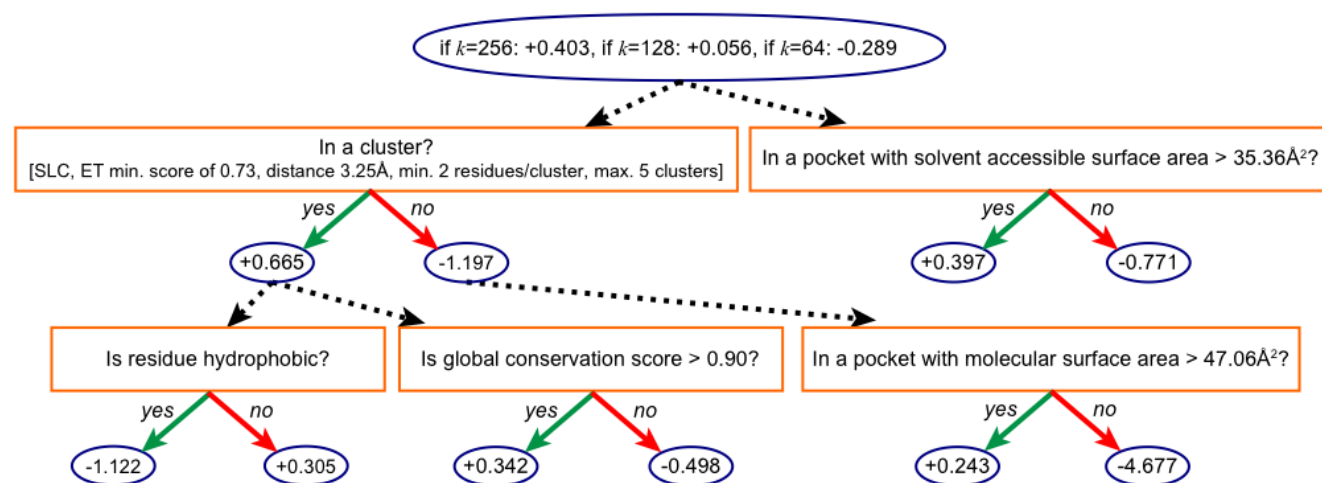 if k=256: +0.403, if k=128: +0.056, if k=64: -0.289
In a cluster?
[SLC, ET min. score of 0.73, distance 3.25Å, min. 2 residues/cluster, max. 5 clusters]
In a pocket with solvent accessible surface area > 35.36Å²?
yes
no
yes
no
+0.665
-1.197
+0.397
-0.771
Is residue hydrophobic?
Is global conservation score > 0.90?
In a pocket with molecular surface area > 47.06Å²?
yes
no
yes
no
yes
no
-1.122
+0.305
+0.342
-0.498
+0.243
-4.677